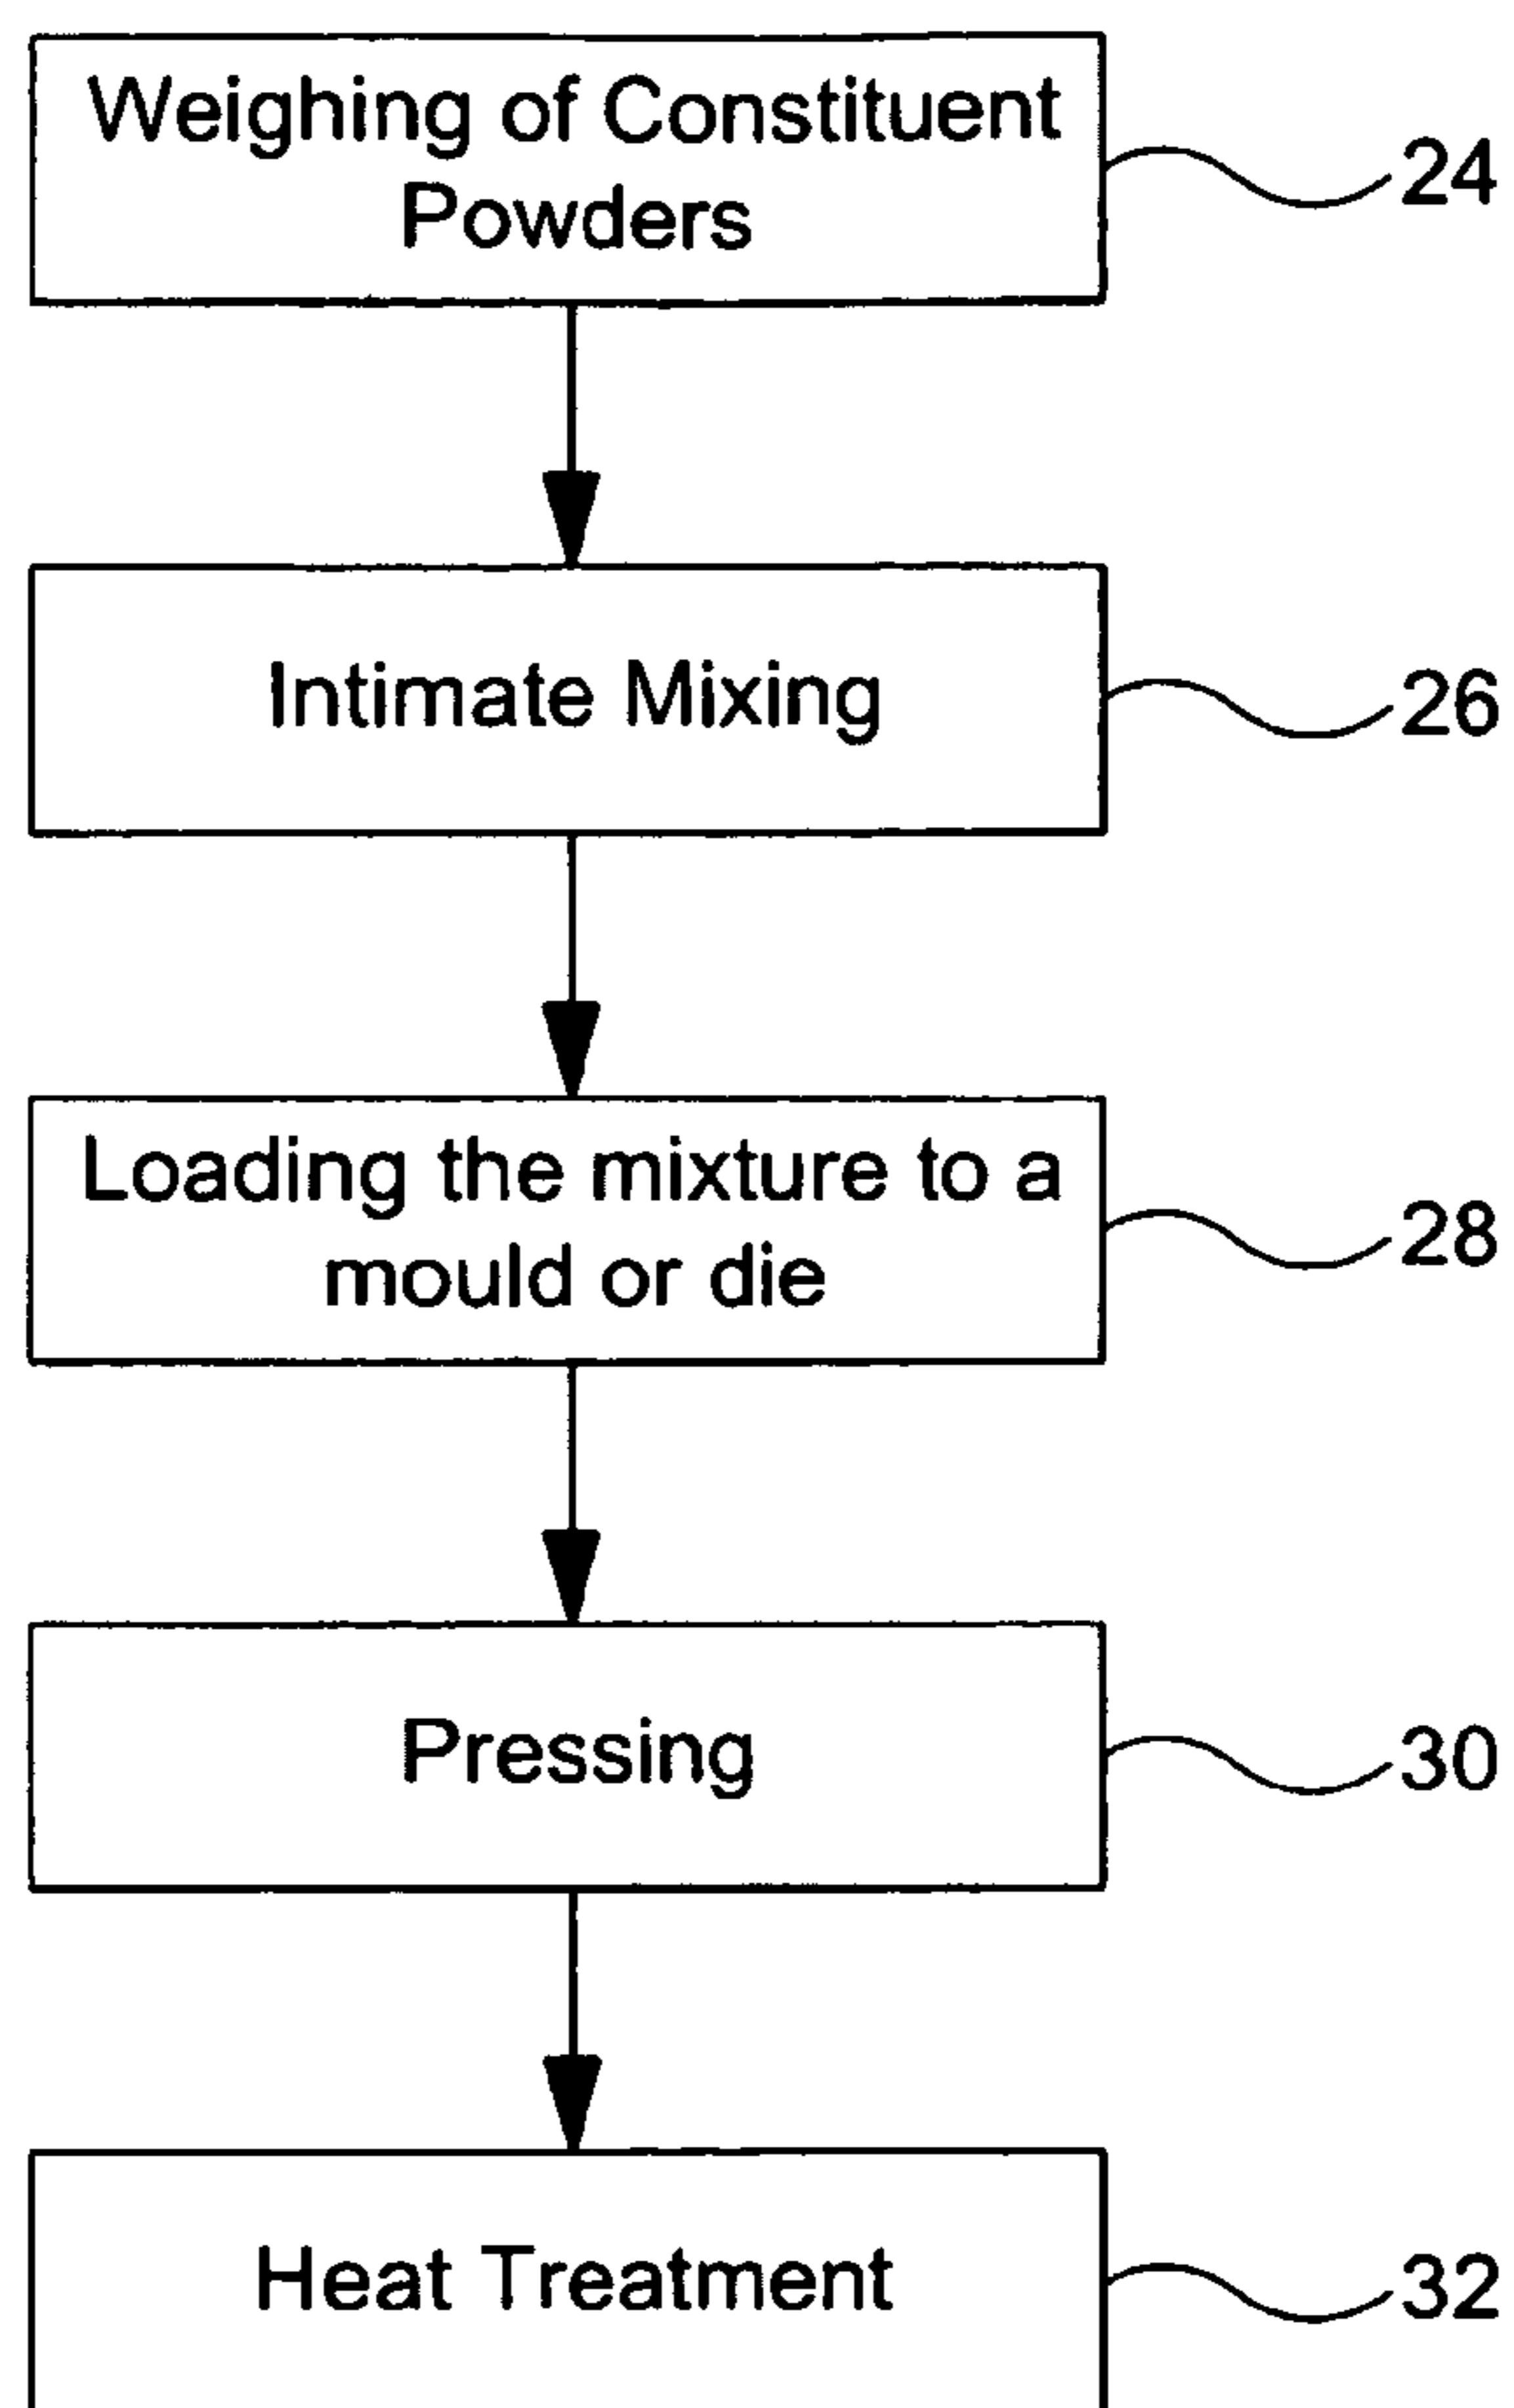 Weighing of Constituent
Powders
24
Intimate Mixing
26
Loading the mixture to a
mould or die
28
Pressing
30
Heat Treatment
32